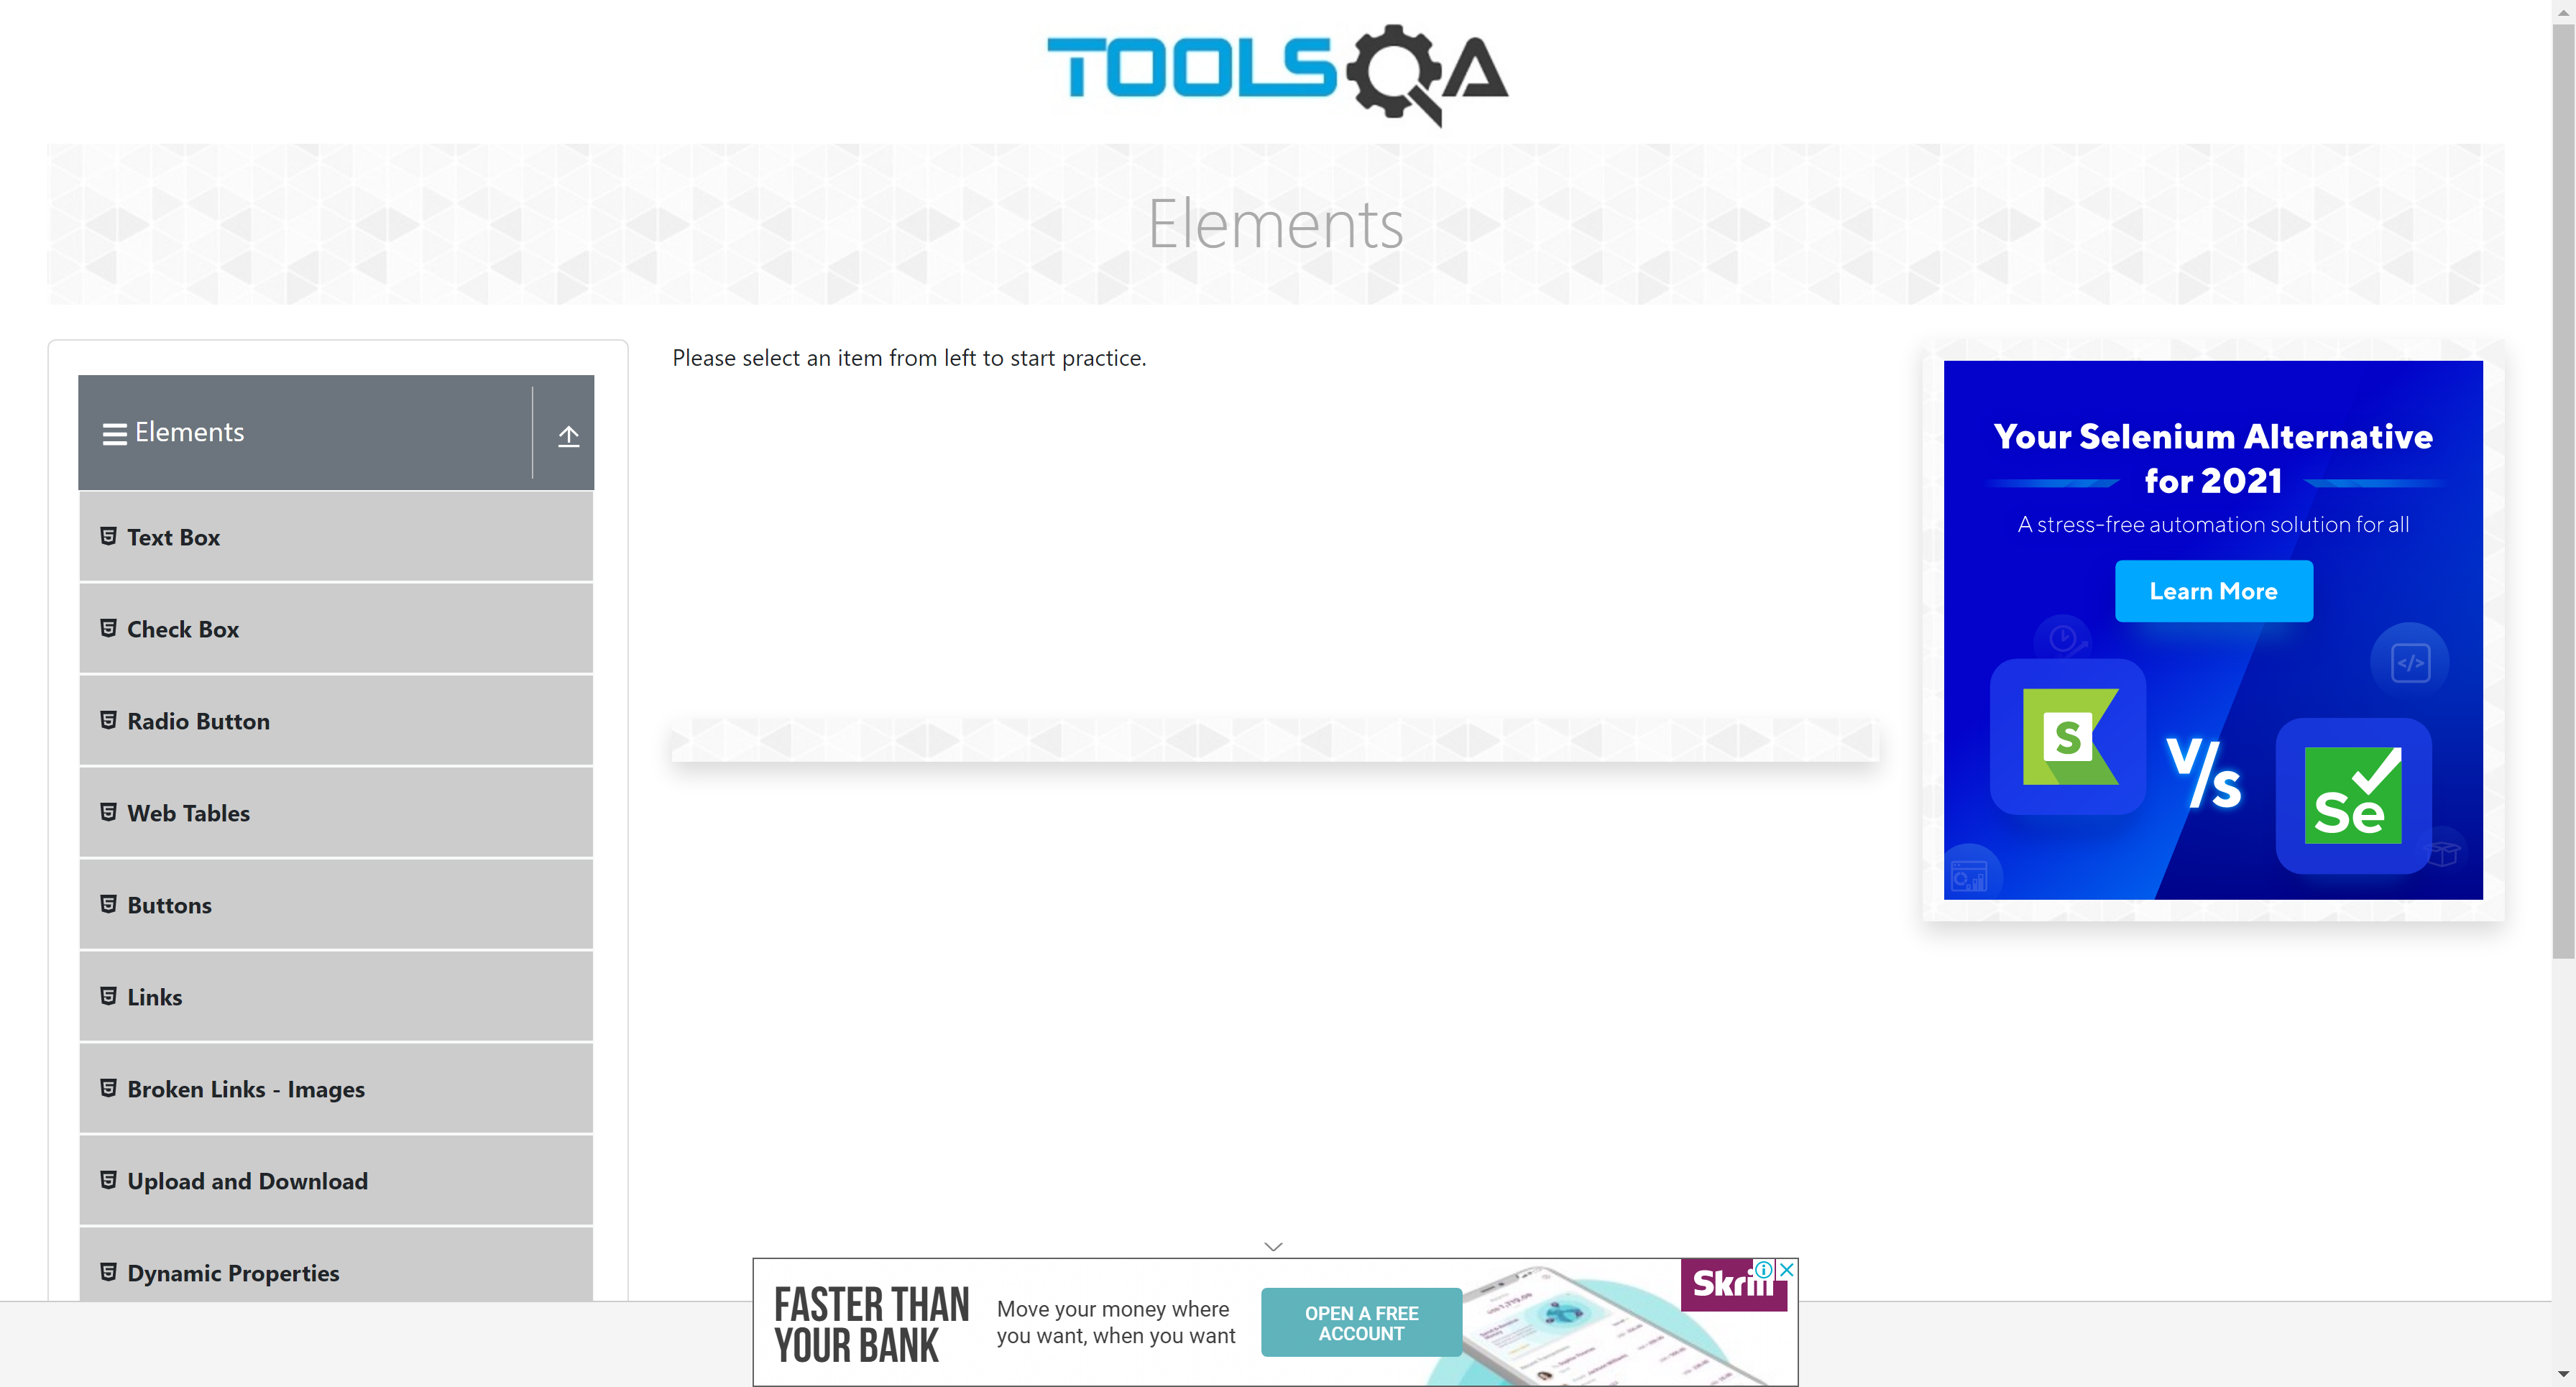 TOOLSQA
Elements
Please select an item from left to start practice.
Elements
Text Box
Check Box
Radio Button
Web Tables
Buttons
Links
Broken Links - Images
Upload and Download
Dynamic Properties
Your Selenium Alternative
for 2021
A stress-free automation solution for all
Learn More
</>
S
V/s
Se
FASTER THAN
YOUR BANK
Move your money where
you want, when you want
OPEN A FREE
ACCOUNT
Skrill